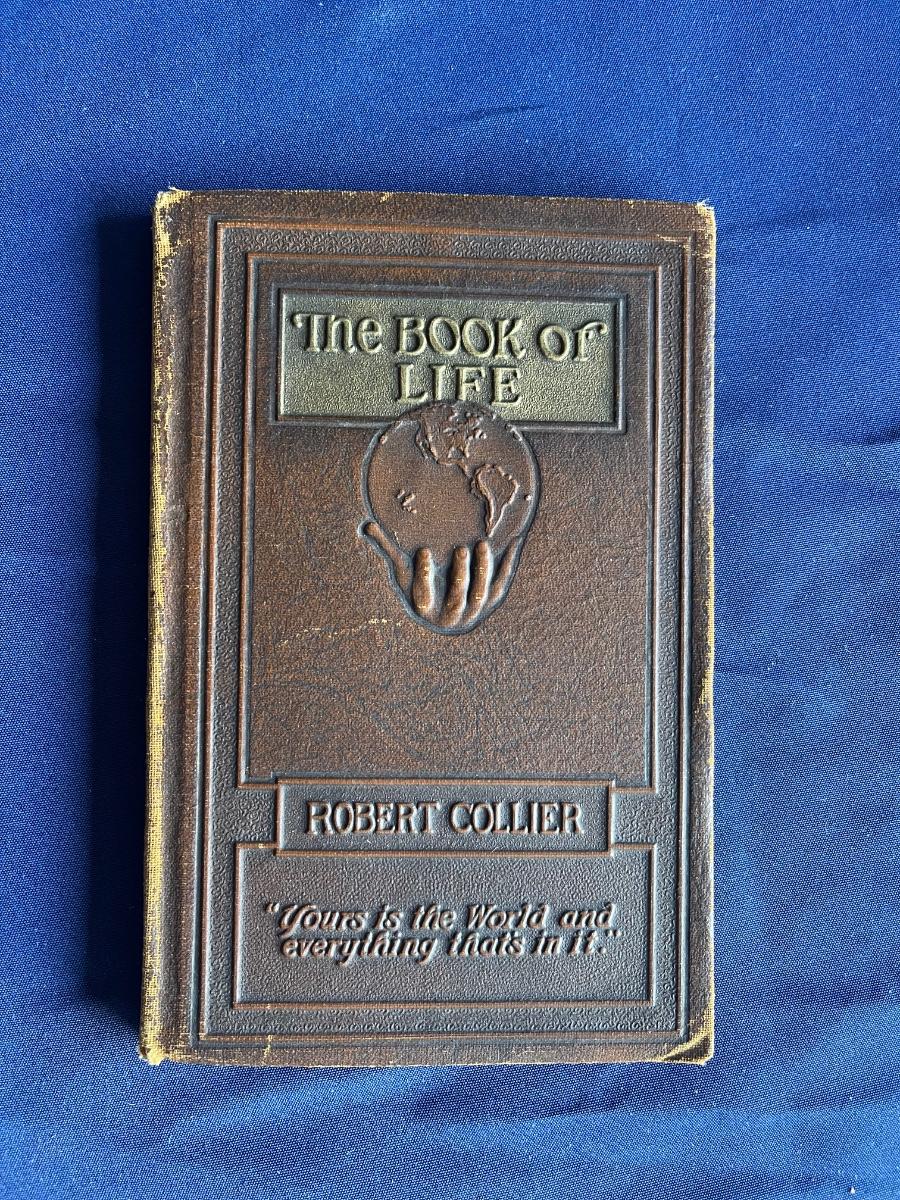 The BOOK of
LIFE
ROBERT COLLIER
"Yours is the World and
everything that's in it."